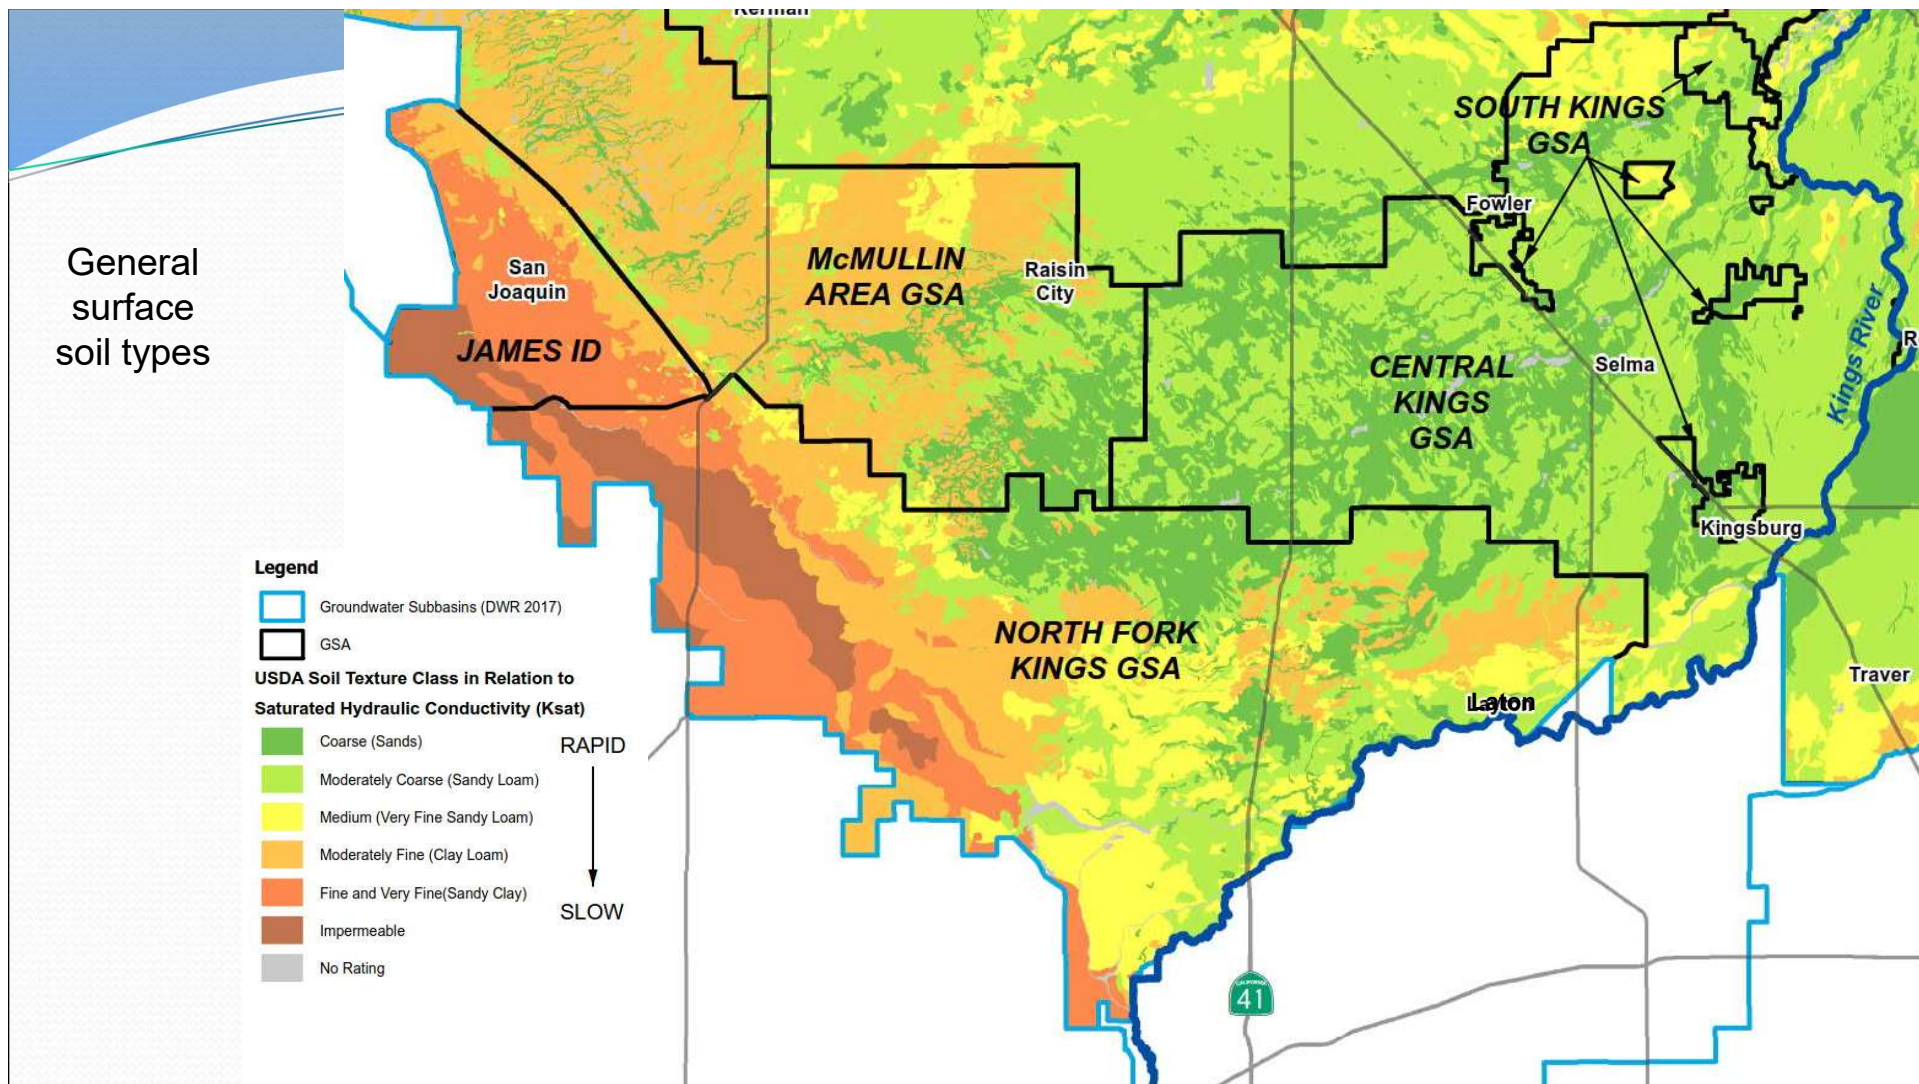 General
surface
soil types
Kerman
SOUTH KINGS
GSA
Fowler
McMULLIN
AREA GSA
Raisin
City
San
Joaquin
JAMES ID
CENTRAL
KINGS
GSA
Selma
Kings River
Kingsburg
NORTH FORK
KINGS GSA
Laton
Traver
41
Legend
Groundwater Subbasins (DWR 2017)
GSA
USDA Soil Texture Class in Relation to
Saturated Hydraulic Conductivity (Ksat)
Coarse (Sands)
Moderately Coarse (Sandy Loam)
Medium (Very Fine Sandy Loam)
Moderately Fine (Clay Loam)
Fine and Very Fine(Sandy Clay)
Impermeable
No Rating
RAPID
SLOW